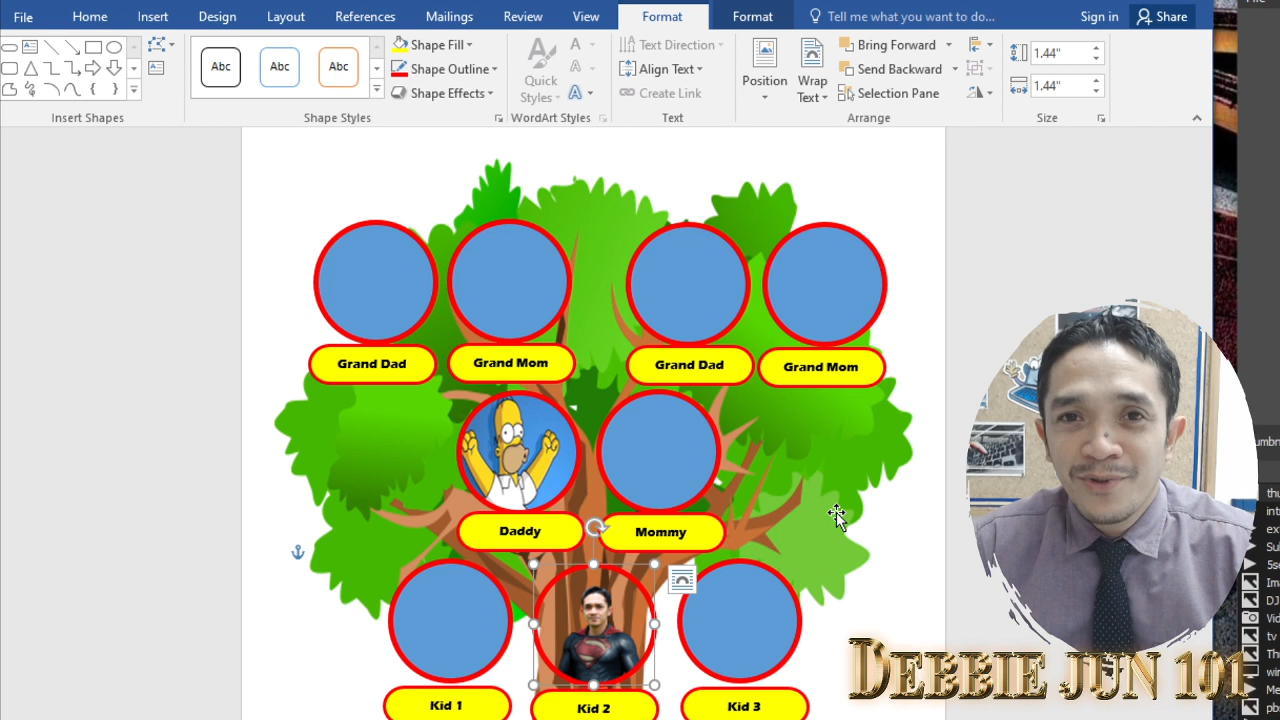 File Home Insert Design Layout References Mailings Review View Format Format Tell me what you want to do... Sign in Share
Abc Abc Abc
Shape Fill
Shape Outline
Shape Effects
Quick
Styles
Text Direction
Align Text
Create Link
Position
Wrap
Text
Bring Forward
Send Backward
Selection Pane
1.44"
1.44"
Insert Shapes Shape Styles WordArt Styles Text Arrange Size
Grand Dad Grand Mom Grand Dad Grand Mom
Daddy Mommy
Kid 1 Kid 2 Kid 3
DEBBIE JUN 101